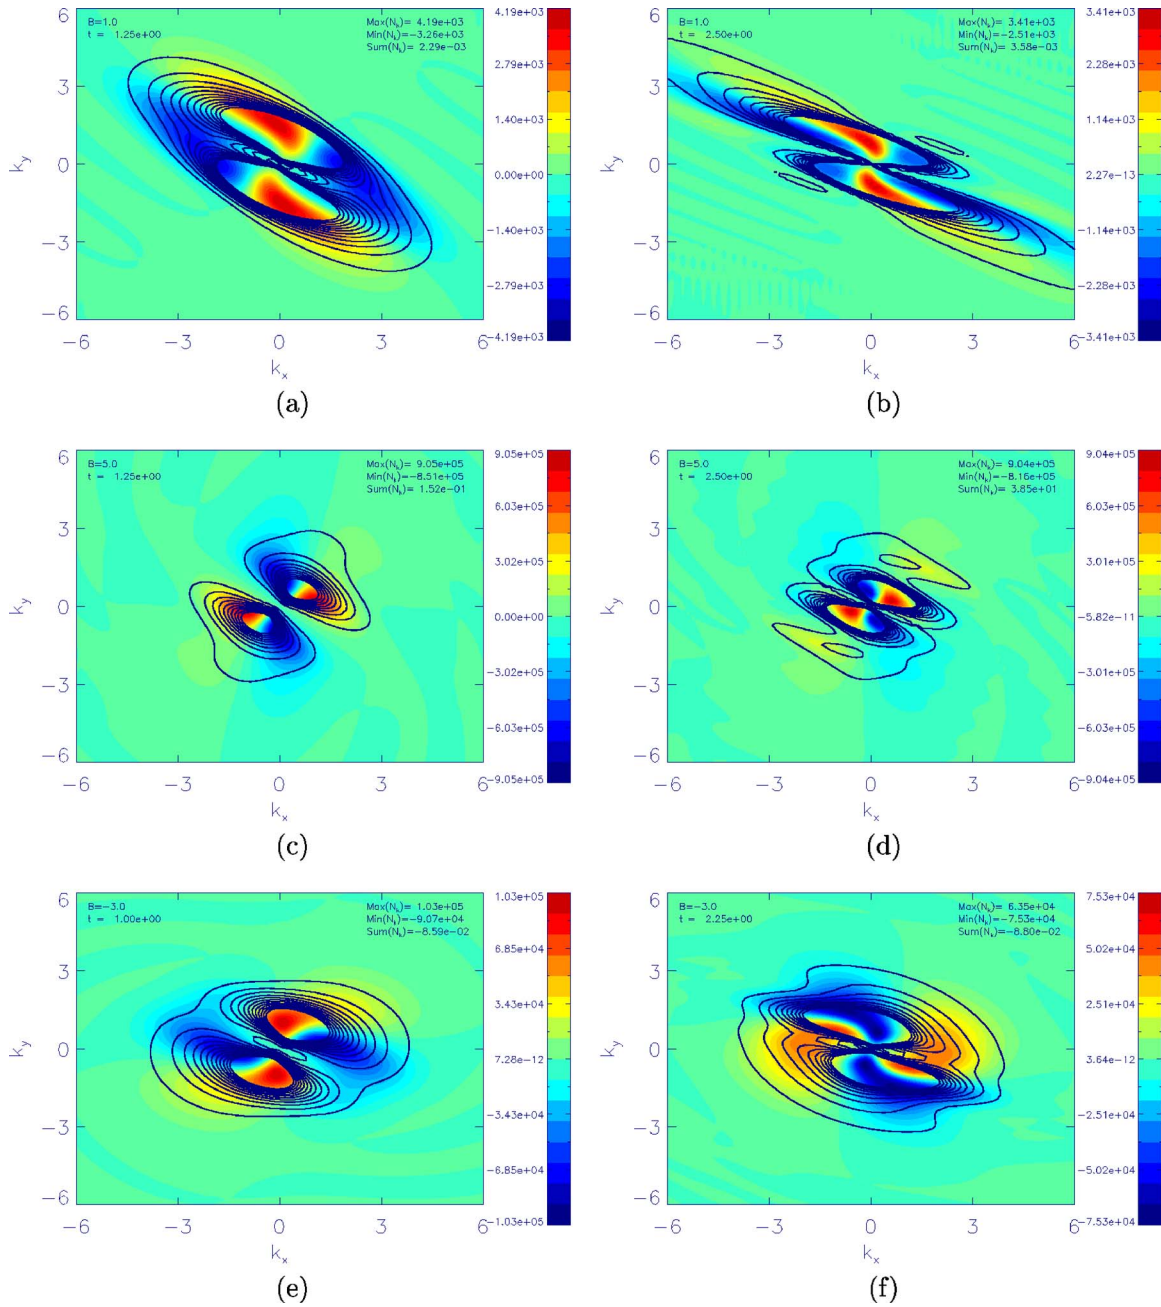 6
B=1.0
t = 1.25e+00
Max(N_k)= 4.19e+03
Min(N_k)=-3.26e+03
Sum(N_k)= 2.29e-03
4.19e+03
2.79e+03
1.40e+03
0.00e+00
-1.40e+03
-2.79e+03
-4.19e+03
3
k_y 0
-3
-6
-6 -3 0 3 6
k_x
(a)
6
B=1.0
t = 2.50e+00
Max(N_k)= 3.41e+03
Min(N_k)=-2.51e+03
Sum(N_k)= 3.58e-03
3.41e+03
2.28e+03
1.14e+03
2.27e-13
-1.14e+03
-2.28e+03
-3.41e+03
3
k_y 0
-3
-6
-6 -3 0 3 6
k_x
(b)
6
B=5.0
t = 1.25e+00
Max(N_k)= 9.05e+05
Min(N_k)=-8.51e+05
Sum(N_k)= 1.52e-01
9.05e+05
6.03e+05
3.02e+05
0.00e+00
-3.02e+05
-6.03e+05
-9.05e+05
3
k_y 0
-3
-6
-6 -3 0 3 6
k_x
(c)
6
B=5.0
t = 2.50e+00
Max(N_k)= 9.04e+05
Min(N_k)=-8.16e+05
Sum(N_k)= 3.85e+01
9.04e+05
6.03e+05
3.01e+05
-5.82e-11
-3.01e+05
-6.03e+05
-9.04e+05
3
k_y 0
-3
-6
-6 -3 0 3 6
k_x
(d)
6
B=-3.0
t = 1.00e+00
Max(N_k)= 1.03e+05
Min(N_k)=-9.07e+04
Sum(N_k)=-8.59e-02
1.03e+05
6.85e+04
3.43e+04
7.28e-12
-3.43e+04
-6.85e+04
-1.03e+05
3
k_y 0
-3
-6
-6 -3 0 3 6
k_x
(e)
6
B=-3.0
t = 2.25e+00
Max(N_k)= 6.35e+04
Min(N_k)=-7.53e+04
Sum(N_k)=-8.80e-02
7.53e+04
5.02e+04
2.51e+04
3.64e-12
-2.51e+04
-5.02e+04
-7.53e+04
3
k_y 0
-3
-6
-6 -3 0 3 6
k_x
(f)